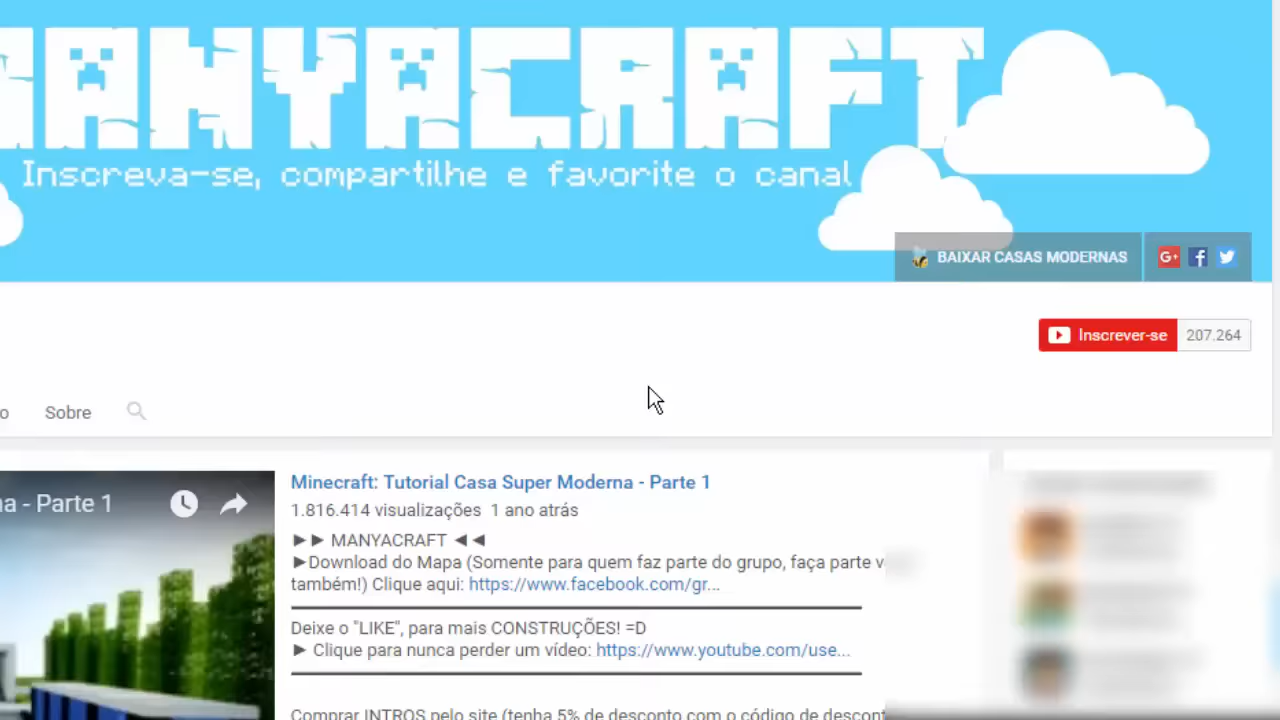 MANYACRAFT
Inscreva-se, compartilhe e favorite o canal
BAIXAR CASAS MODERNAS
G+ f
Inscrever-se 207.264
o Sobre
a - Parte 1
Minecraft: Tutorial Casa Super Moderna - Parte 1
1.816.414 visualizações 1 ano atrás
►► MANYACRAFT ◄◄
►Download do Mapa (Somente para quem faz parte do grupo, faça parte v
também!) Clique aqui: https://www.facebook.com/gr...
Deixe o "LIKE", para mais CONSTRUÇÕES! =D
► Clique para nunca perder um vídeo: https://www.youtube.com/use...
Comprar INTROS pelo site (tenha 5% de desconto com o código de descont